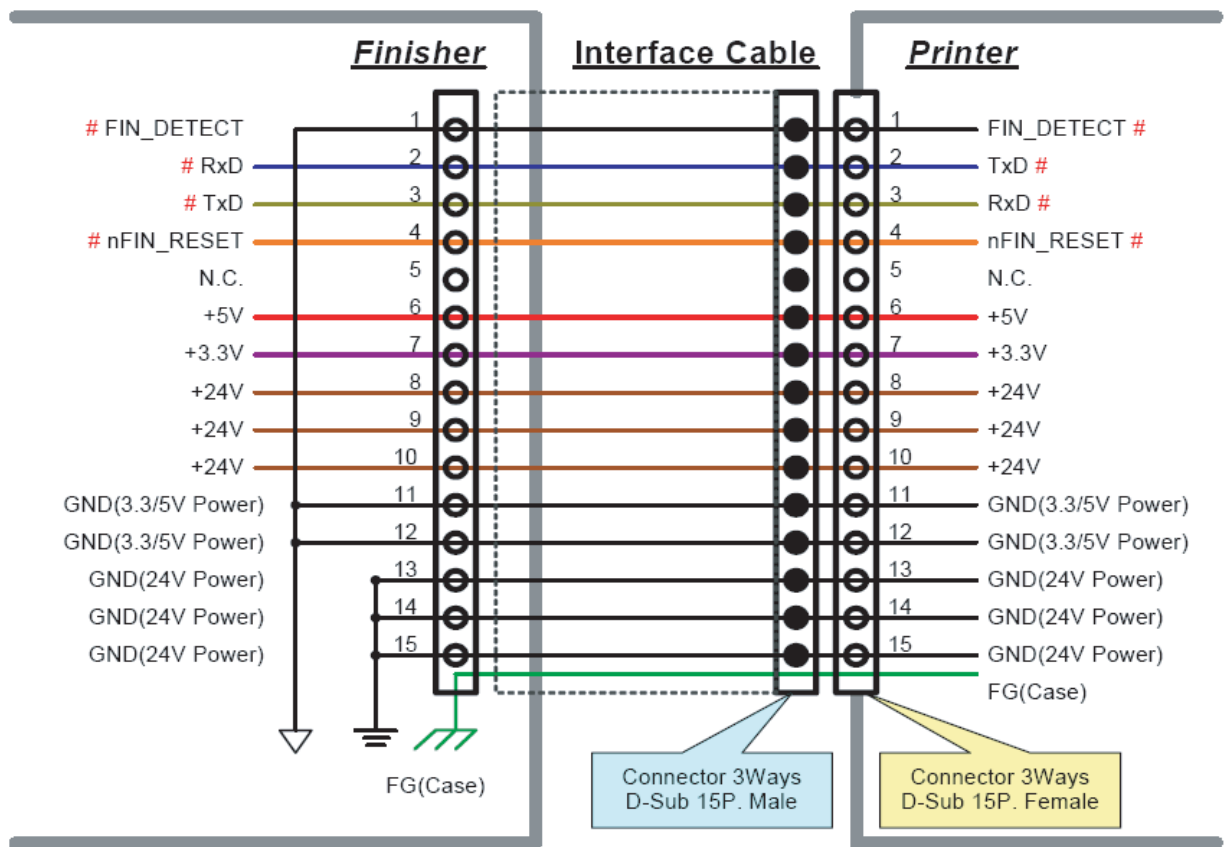 Finisher
Interface Cable
Printer
# FIN_DETECT 1 1 FIN_DETECT #
# RxD 2 2 TxD #
# TxD 3 3 RxD #
# nFIN_RESET 4 4 nFIN_RESET #
N.C. 5 5 N.C.
+5V 6 6 +5V
+3.3V 7 7 +3.3V
+24V 8 8 +24V
+24V 9 9 +24V
+24V 10 10 +24V
GND(3.3/5V Power) 11 11 GND(3.3/5V Power)
GND(3.3/5V Power) 12 12 GND(3.3/5V Power)
GND(24V Power) 13 13 GND(24V Power)
GND(24V Power) 14 14 GND(24V Power)
GND(24V Power) 15 15 GND(24V Power)
FG(Case)
FG(Case)
Connector 3Ways
D-Sub 15P. Male
Connector 3Ways
D-Sub 15P. Female